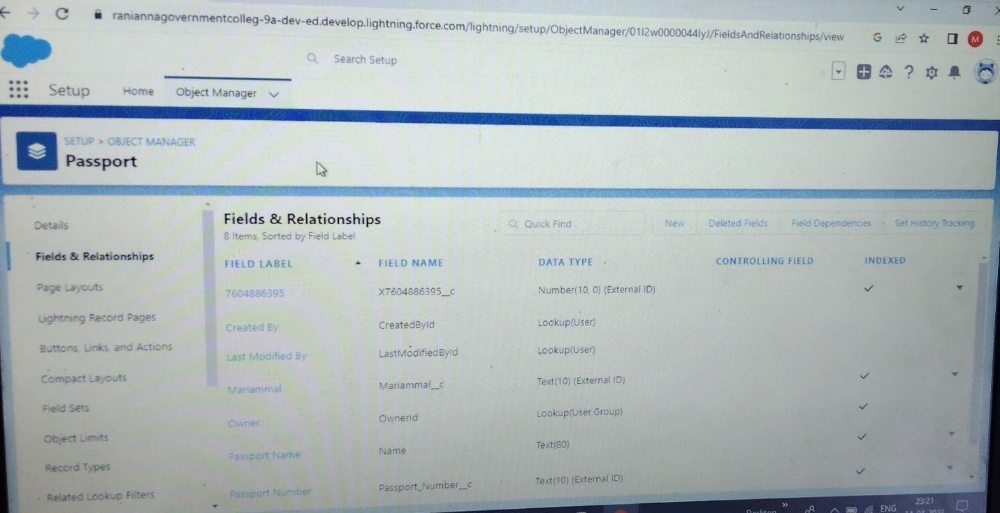 raniannagovernmentcolleg-9a-dev-ed.develop.lightning.force.com/lightning/setup/ObjectManager/01I2w0000044IyJ/FieldsAndRelationships/view
G
M
Search Setup
Setup Home Object Manager
SETUP > OBJECT MANAGER
Passport
Details
Fields & Relationships
Page Layouts
Lightning Record Pages
Buttons, Links, and Actions
Compact Layouts
Field Sets
Object Limits
Record Types
Related Lookup Filters
Fields & Relationships
8 Items, Sorted by Field Label
Quick Find New Deleted Fields Field Dependencies Set History Tracking
FIELD LABEL FIELD NAME DATA TYPE CONTROLLING FIELD INDEXED
7604886395 X7604886395__c Number(10, 0) (External ID)
Created By CreatedById Lookup(User)
Last Modified By LastModifiedById Lookup(User)
Mariammal Mariammal__c Text(10) (External ID)
Owner OwnerId Lookup(User,Group)
Passport Name Name Text(80)
Passport Number Passport_Number__c Text(10) (External ID)
ENG
23:21